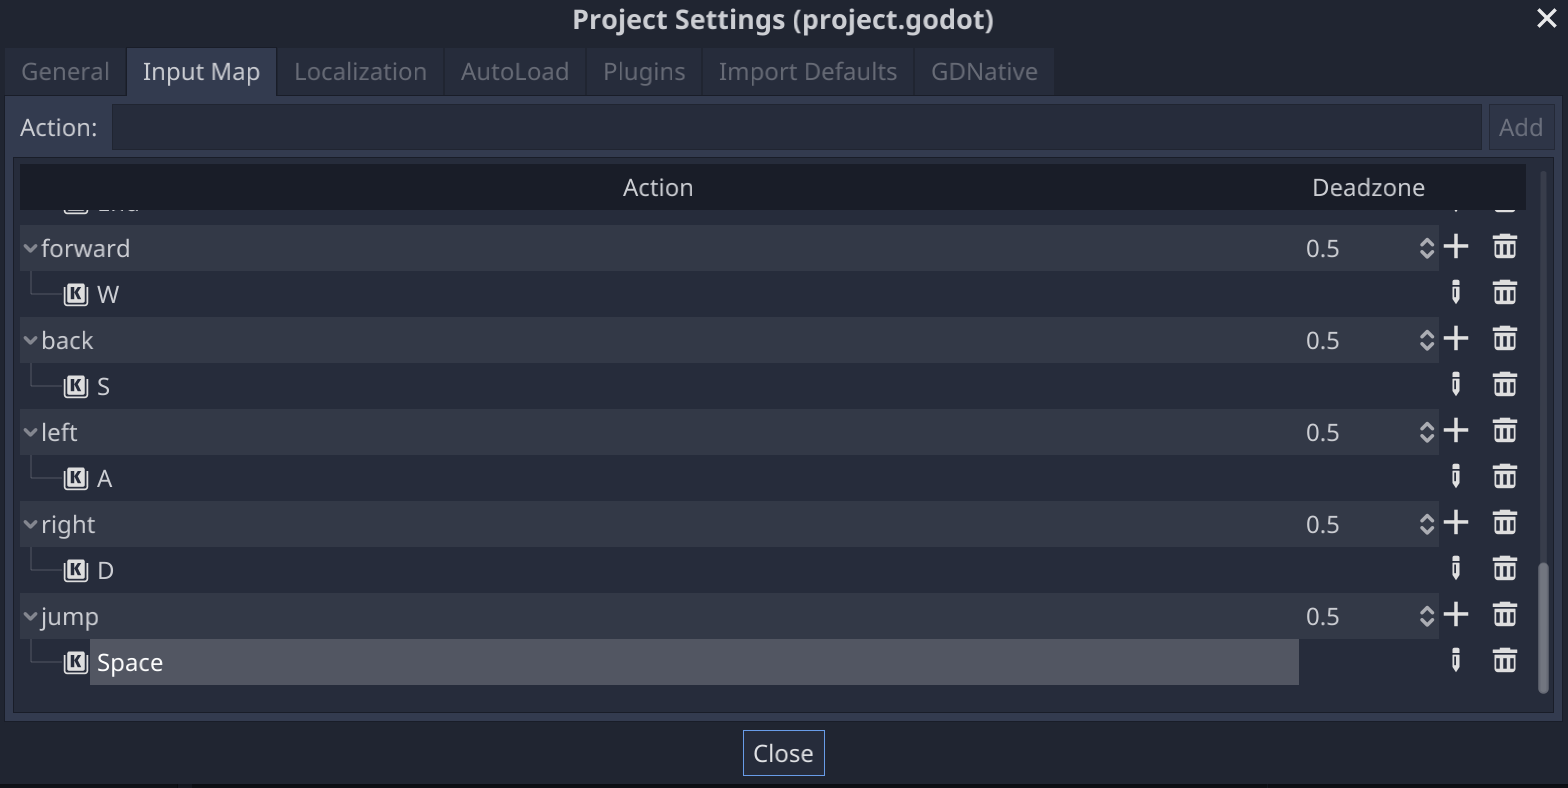 Project Settings (project.godot)
General Input Map Localization AutoLoad Plugins Import Defaults GDNative
Action: Add
Action Deadzone
forward 0.5
K W
back 0.5
K S
left 0.5
K A
right 0.5
K D
jump 0.5
K Space
Close